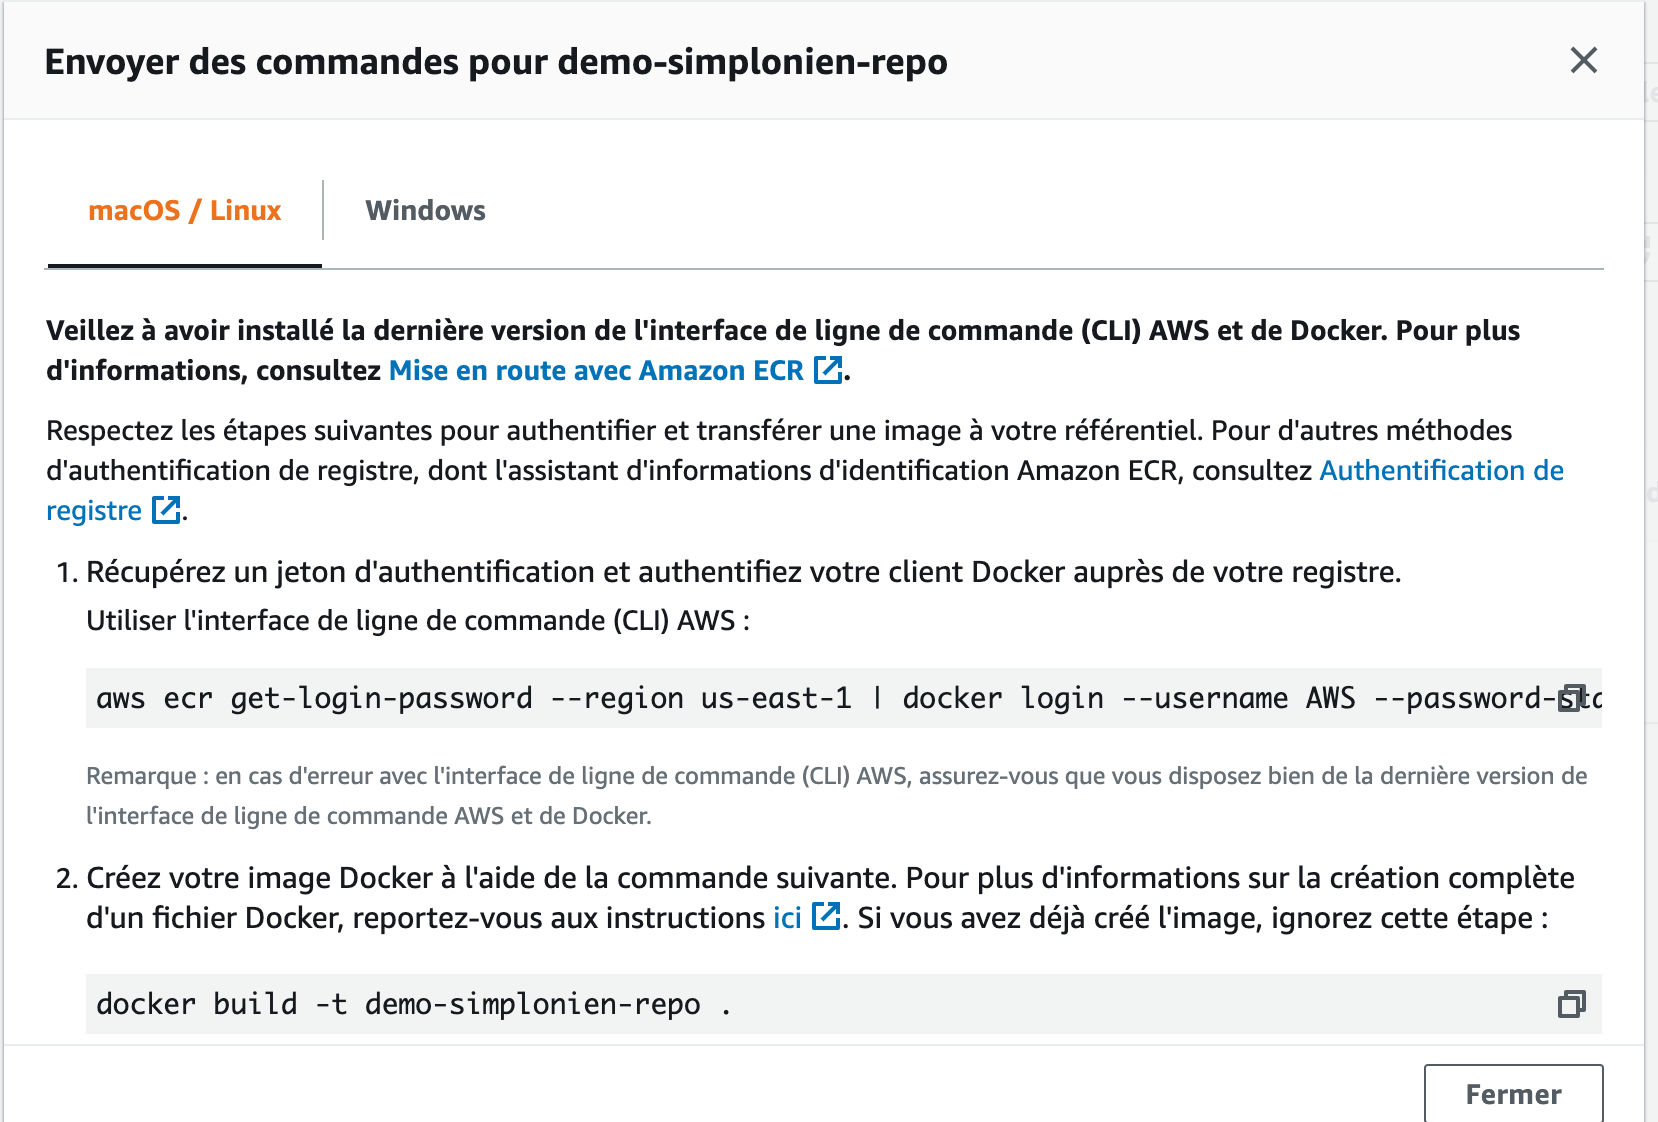 Envoyer des commandes pour demo-simplonien-repo
macOS / Linux
Windows
Veillez à avoir installé la dernière version de l'interface de ligne de commande (CLI) AWS et de Docker. Pour plus
d'informations, consultez Mise en route avec Amazon ECR.
Respectez les étapes suivantes pour authentifier et transférer une image à votre référentiel. Pour d'autres méthodes
d'authentification de registre, dont l'assistant d'informations d'identification Amazon ECR, consultez Authentification de
registre.
1. Récupérez un jeton d'authentification et authentifiez votre client Docker auprès de votre registre.
Utiliser l'interface de ligne de commande (CLI) AWS :
aws ecr get-login-password --region us-east-1 | docker login --username AWS --password-
Remarque : en cas d'erreur avec l'interface de ligne de commande (CLI) AWS, assurez-vous que vous disposez bien de la dernière version de
l'interface de ligne de commande AWS et de Docker.
2. Créez votre image Docker à l'aide de la commande suivante. Pour plus d'informations sur la création complète
d'un fichier Docker, reportez-vous aux instructions ici. Si vous avez déjà créé l'image, ignorez cette étape :
docker build -t demo-simplonien-repo .
Fermer